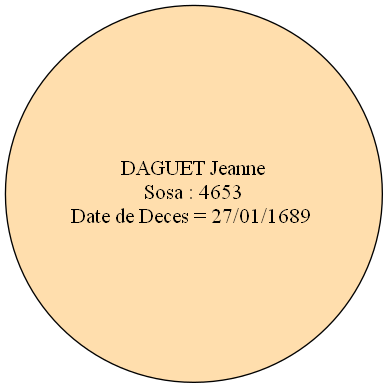 DAGUET Jeanne
Sosa : 4653
Date de Deces = 27/01/1689